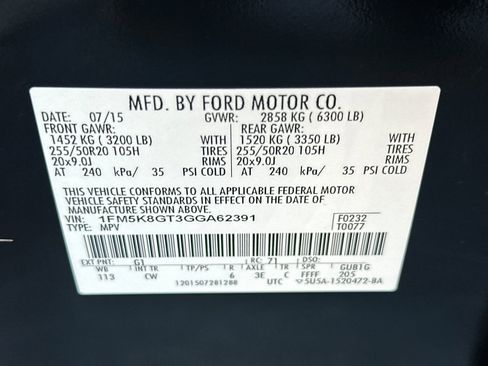 MFD. BY FORD MOTOR CO.
DATE: 07/15 GVWR: 2858 KG ( 6300 LB)
FRONT GAWR: REAR GAWR:
1452 KG ( 3200 LB) WITH 1520 KG ( 3350 LB) WITH
255/50R20 105H TIRES 255/50R20 105H TIRES
20x9.0J RIMS 20x9.0J RIMS
AT 240 kPa/ 35 PSI COLD AT 240 kPa/ 35 PSI COLD
THIS VEHICLE CONFORMS TO ALL APPLICABLE FEDERAL MOTOR
VEHICLE SAFETY STANDARDS IN EFFECT ON THE DATE OF
MANUFACTURE SHOWN ABOVE.
VIN: 1FM5K8GT3GGA62391 F0232
TYPE: MPV T0077
EXT PNT: G1 RC: 71 DSO:
WB INT TR TP/PS R AXLE TR SPR GUB1G
113 CW 6 3E C FFFF 205
1201507281288 UTC 5U5A-1520472-BA